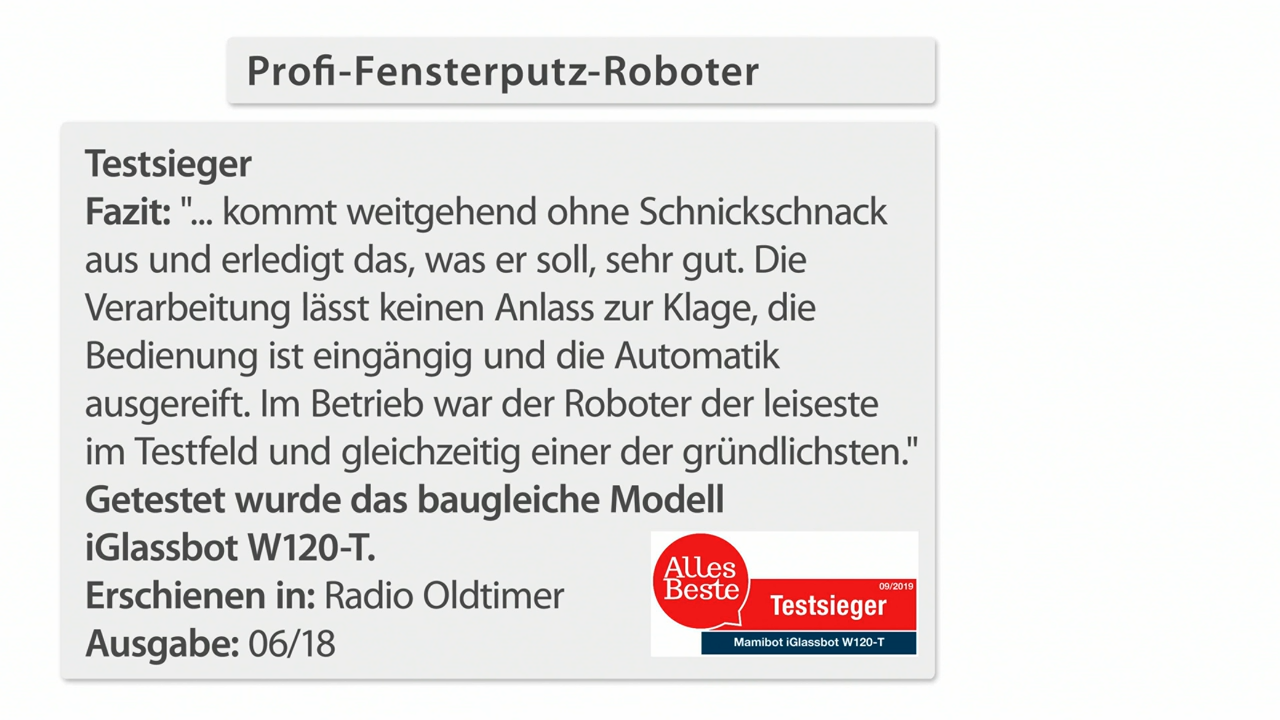 Profi-Fensterputz-Roboter
Testsieger
Fazit: "... kommt weitgehend ohne Schnickschnack
aus und erledigt das, was er soll, sehr gut. Die
Verarbeitung lässt keinen Anlass zur Klage, die
Bedienung ist eingängig und die Automatik
ausgereift. Im Betrieb war der Roboter der leiseste
im Testfeld und gleichzeitig einer der gründlichsten."
Getestet wurde das baugleiche Modell
iGlassbot W120-T.
Erschienen in: Radio Oldtimer
Ausgabe: 06/18
Alles
Beste
09/2019
Testsieger
Mamibot iGlassbot W120-T